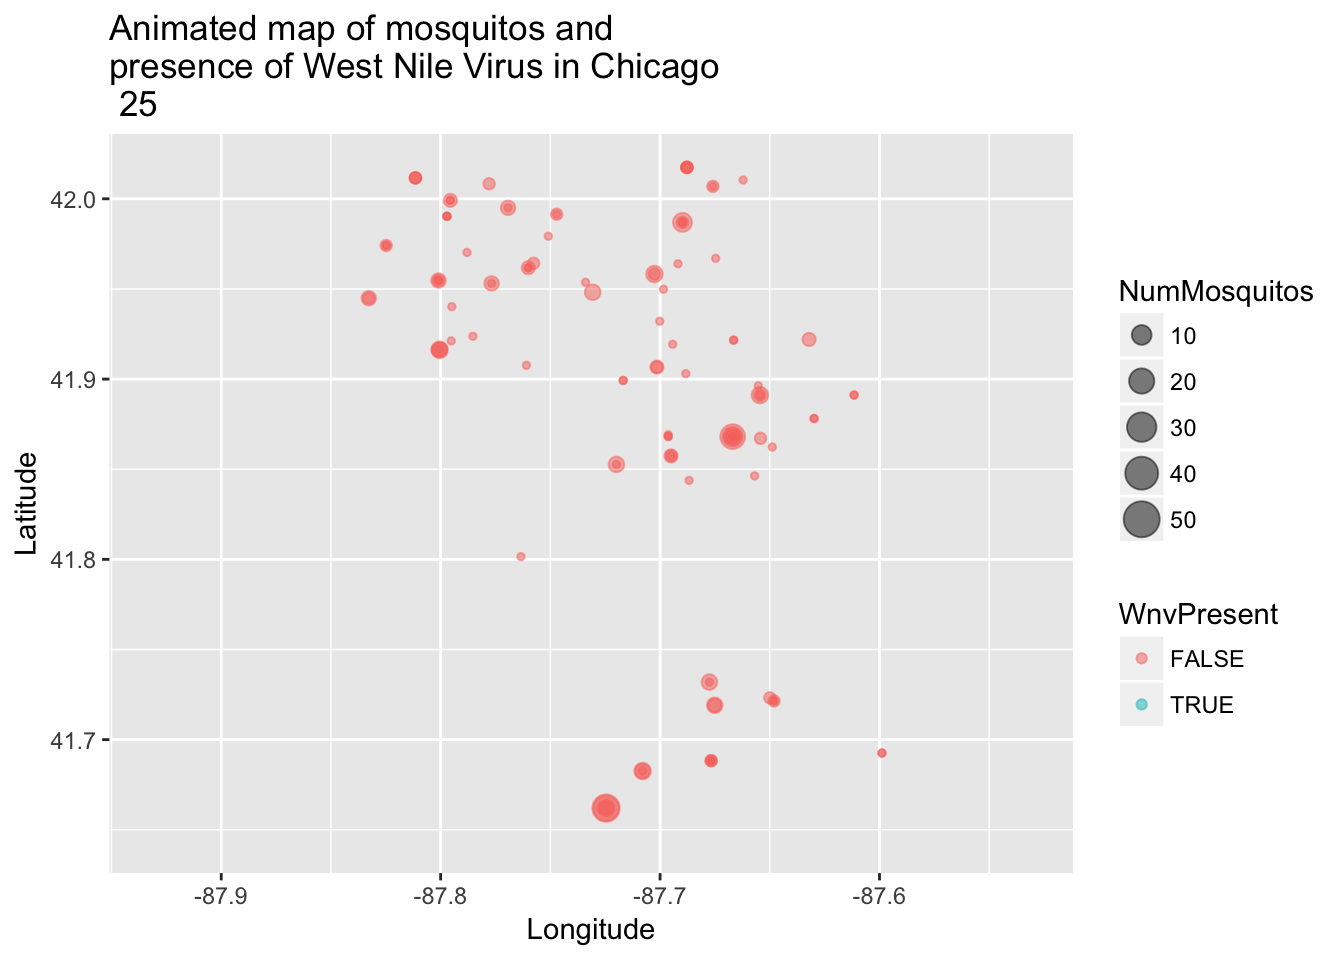 Animated map of mosquitos and
presence of West Nile Virus in Chicago
25
42.0
41.9
41.8
41.7
Latitude
-87.9
-87.8
-87.7
-87.6
Longitude
NumMosquitos
10
20
30
40
50
WnvPresent
FALSE
TRUE